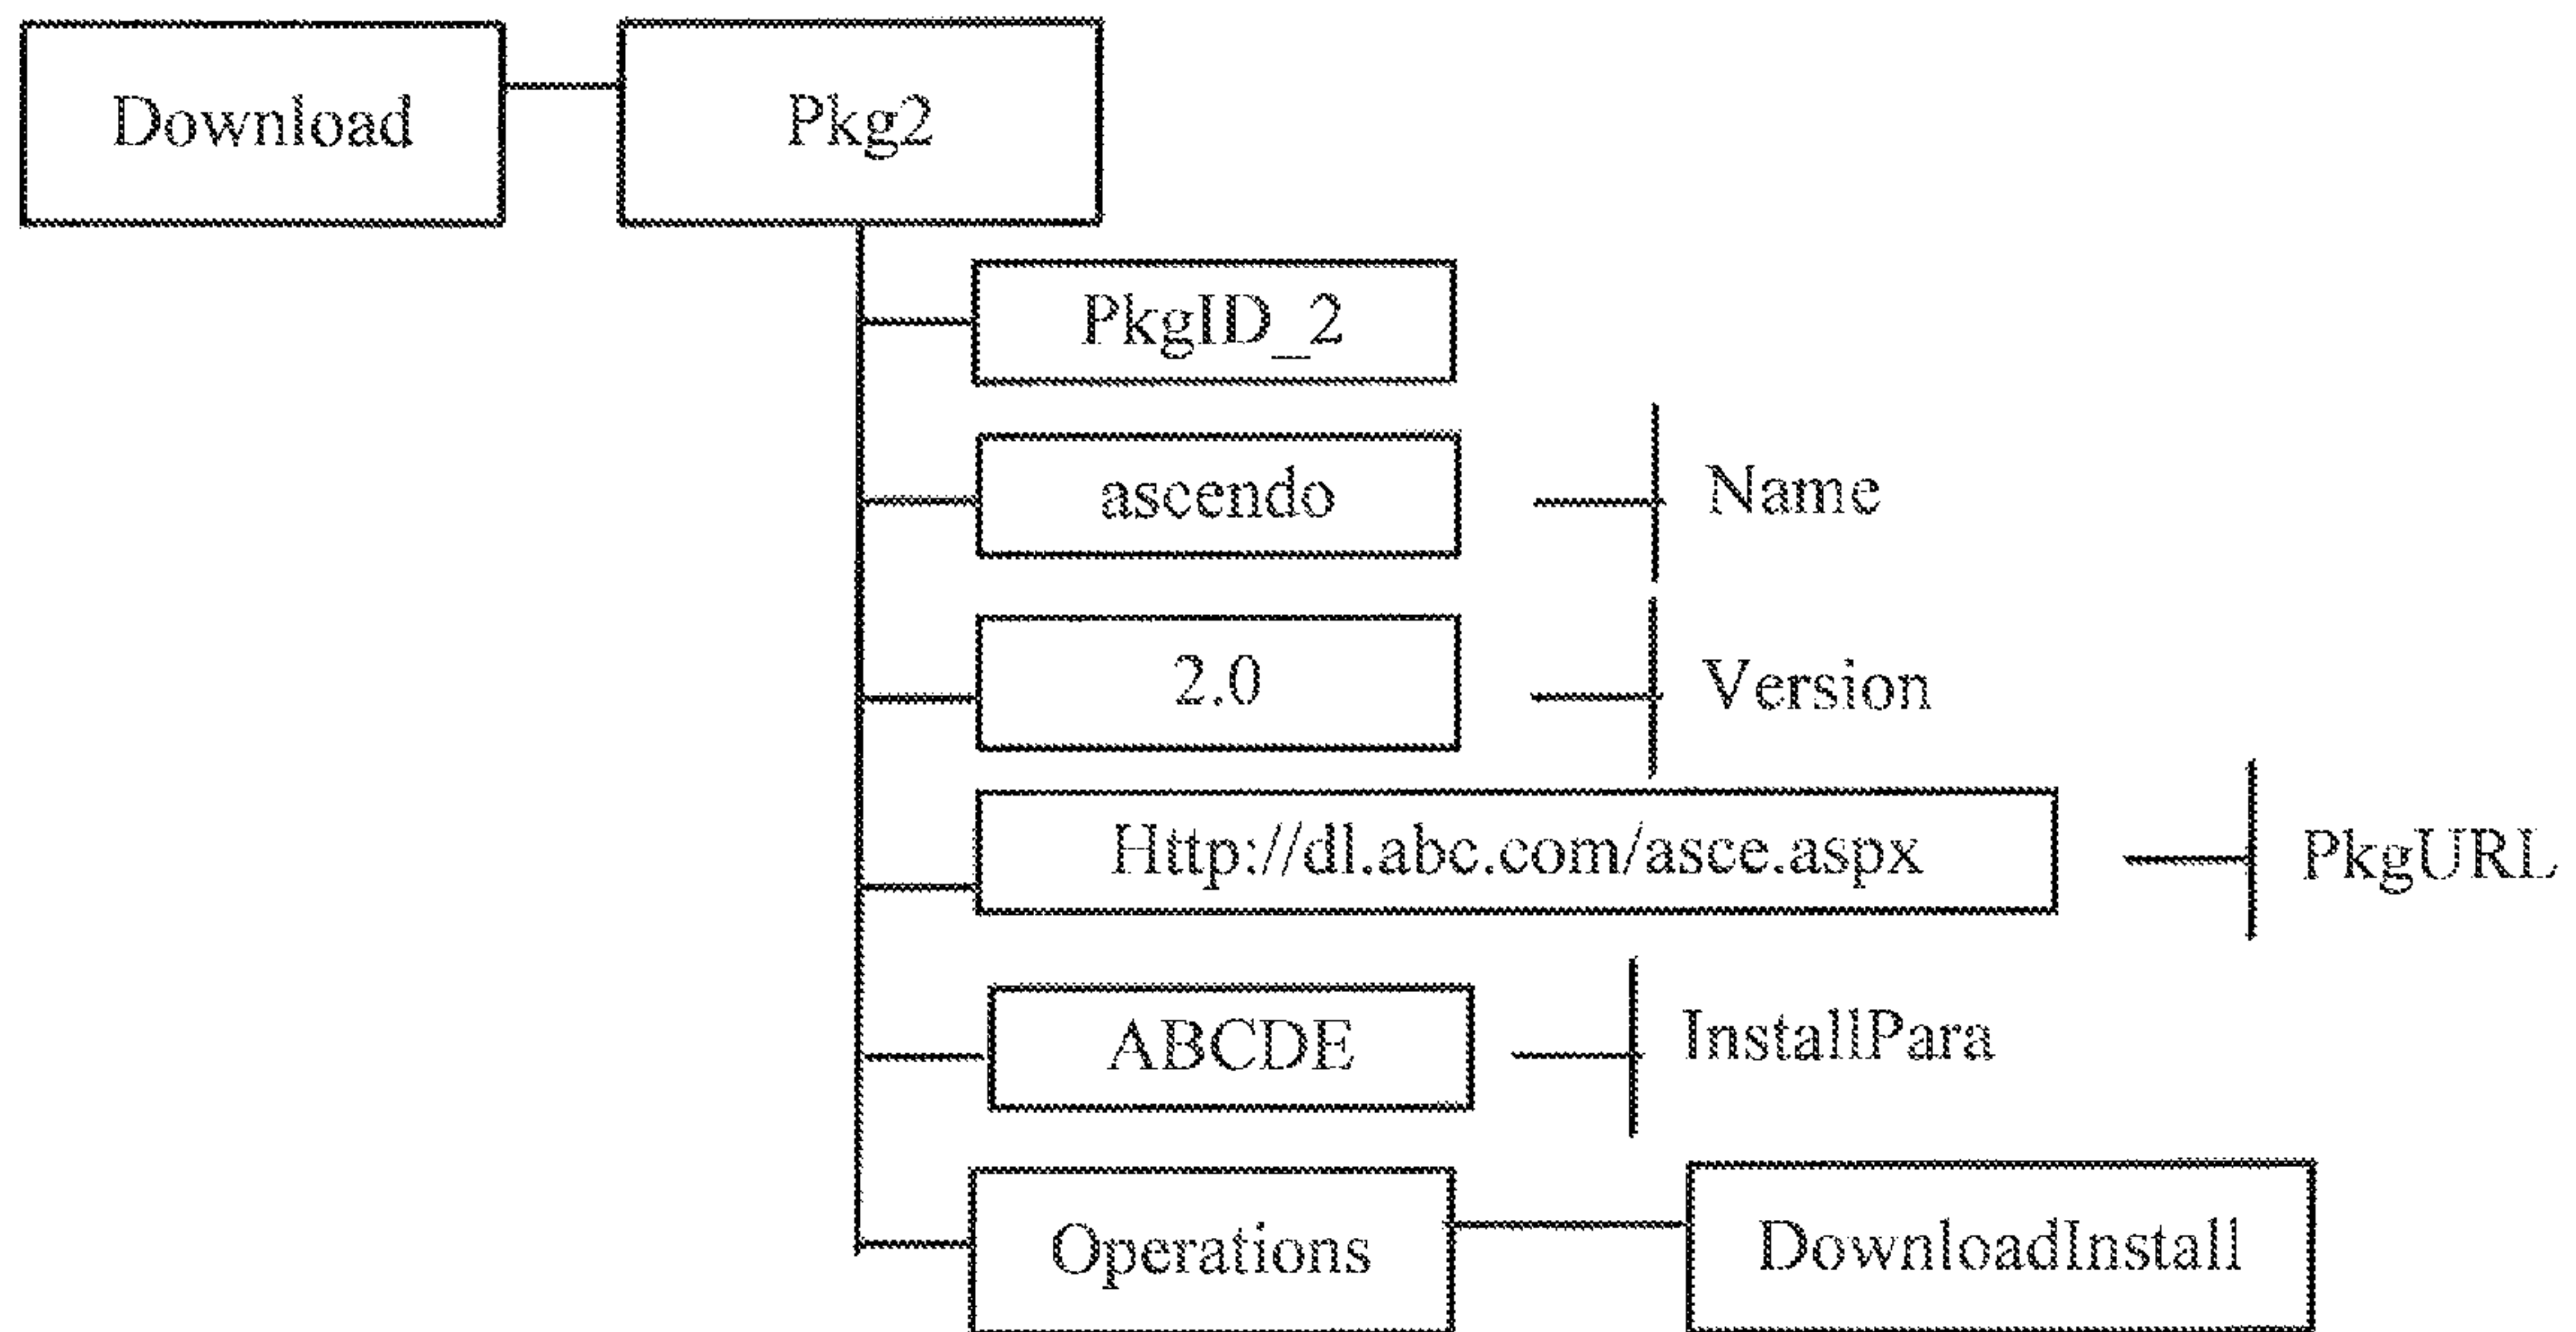 Download
Pkg2
PkgID_2
ascendo
Name
2.0
Version
Http://dl.abc.com/asce.aspx
PkgURL
ABCDE
InstallPara
Operations
DownloadInstall